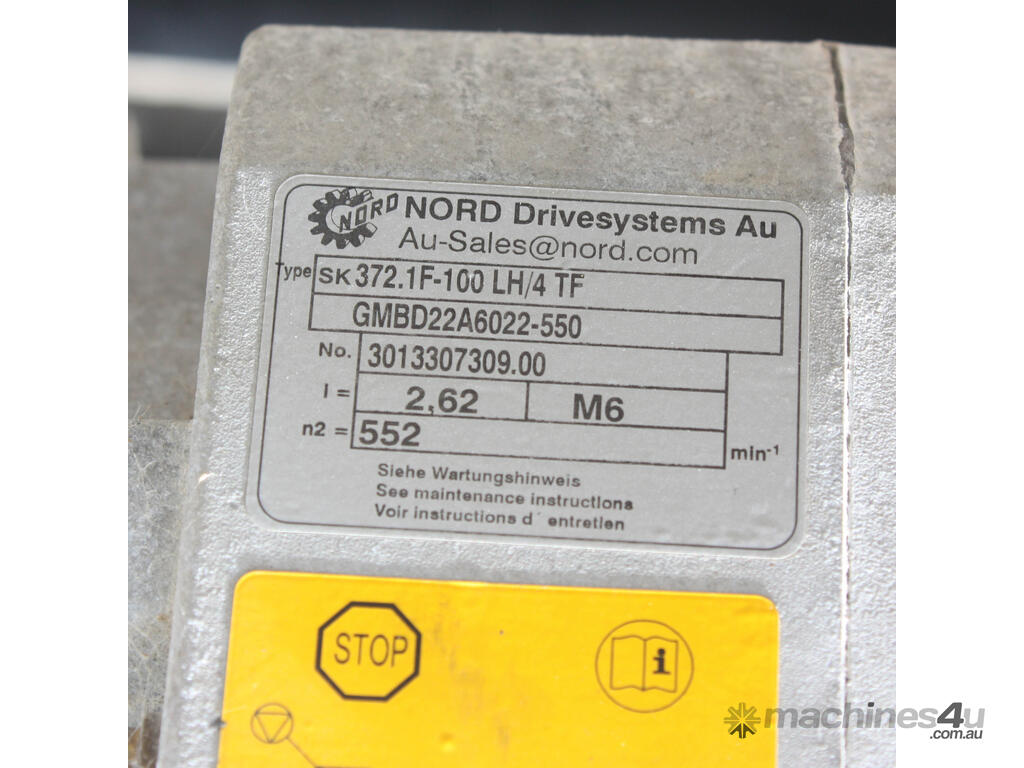 NORD NORD Drivesystems Au
Au-Sales@nord.com
Type SK 372.1F-100 LH/4 TF
GMBD22A6022-550
No. 3013307309.00
I = 2,62 M6
n2 = 552 min-1
Siehe Wartungshinweis
See maintenance instructions
Voir instructions d´ entretien
STOP i
machines4u
.com.au